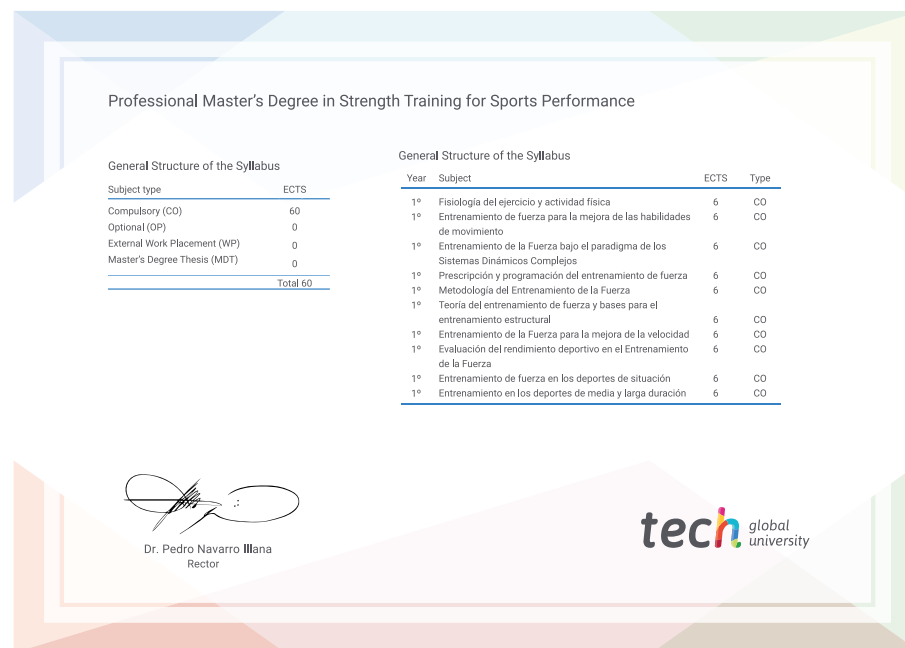 Professional Master's Degree in Strength Training for Sports Performance
General Structure of the Syllabus
Subject type ECTS
Compulsory (CO) 60
Optional (OP) 0
External Work Placement (WP) 0
Master's Degree Thesis (MDT) 0
Total 60
General Structure of the Syllabus
Year Subject ECTS Type
1º Fisiología del ejercicio y actividad física 6 CO
1º Entrenamiento de fuerza para la mejora de las habilidades 6 CO
de movimiento
1º Entrenamiento de la Fuerza bajo el paradigma de los 6 CO
Sistemas Dinámicos Complejos
1º Prescripción y programación del entrenamiento de fuerza 6 CO
1º Metodología del Entrenamiento de la Fuerza 6 CO
1º Teoría del entrenamiento de fuerza y bases para el
entrenamiento estructural 6 CO
1º Entrenamiento de la Fuerza para la mejora de la velocidad 6 CO
1º Evaluación del rendimiento deportivo en el Entrenamiento 6 CO
de la Fuerza
1º Entrenamiento de fuerza en los deportes de situación 6 CO
1º Entrenamiento en los deportes de media y larga duración 6 CO
Dr. Pedro Navarro Illana
Rector
tech global
university